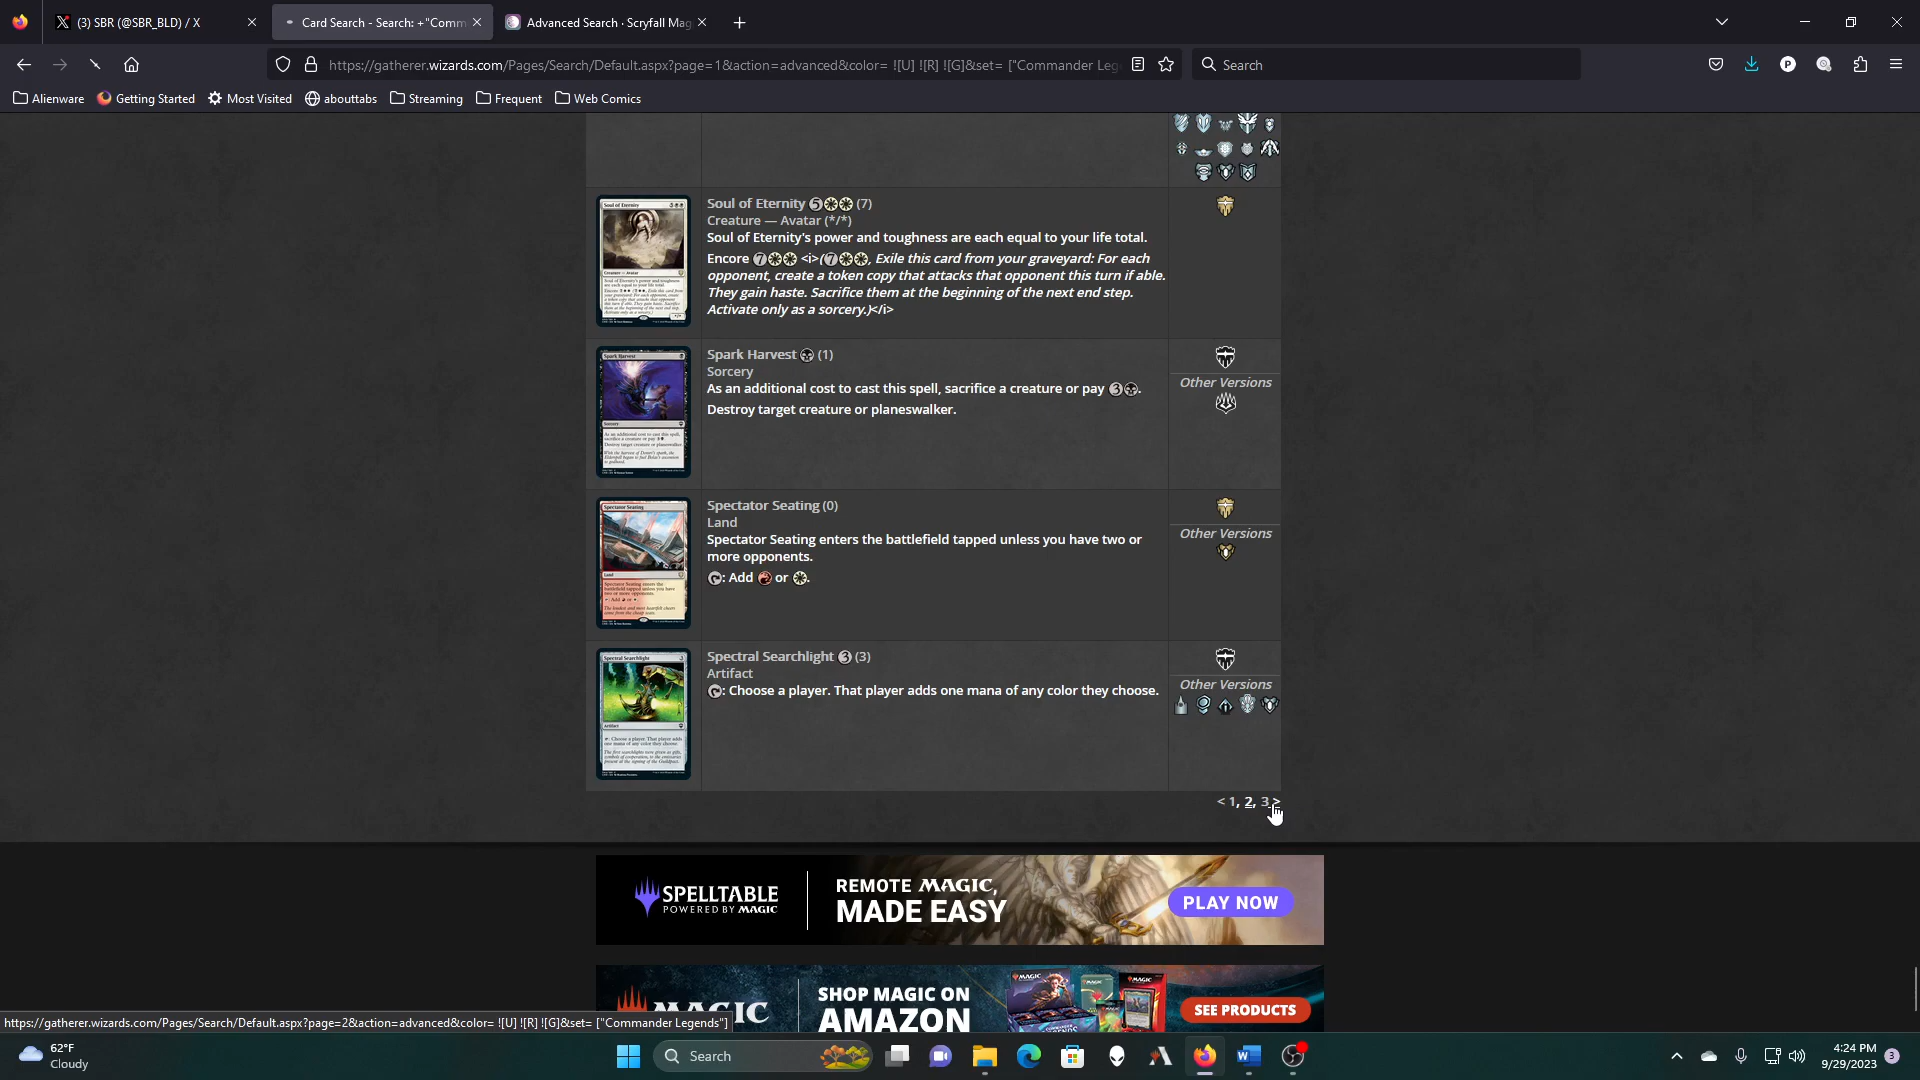 (3) SBR (@SBR_BLD) / X
Card Search - Search: +"Comm
Advanced Search · Scryfall Mag
https://gatherer.wizards.com/Pages/Search/Default.aspx?page=1&action=advanced&color= ![U] ![R] ![G]&set= ["Commander Leg
Search
Alienware
Getting Started
Most Visited
abouttabs
Streaming
Frequent
Web Comics
Soul of Eternity 5 (7)
Creature — Avatar (*/*)
Soul of Eternity's power and toughness are each equal to your life total.
Encore 7 <i>(7, Exile this card from your graveyard: For each
opponent, create a token copy that attacks that opponent this turn if able.
They gain haste. Sacrifice them at the beginning of the next end step.
Activate only as a sorcery.)</i>
Spark Harvest (1)
Sorcery
As an additional cost to cast this spell, sacrifice a creature or pay 3.
Destroy target creature or planeswalker.
Other Versions
Spectator Seating (0)
Land
Spectator Seating enters the battlefield tapped unless you have two or
more opponents.
: Add or .
Other Versions
Spectral Searchlight 3 (3)
Artifact
: Choose a player. That player adds one mana of any color they choose.
Other Versions
< 1, 2, 3 >
SPELLTABLE
POWERED BY MAGIC
REMOTE MAGIC,
MADE EASY
PLAY NOW
MAGIC
SHOP MAGIC ON
AMAZON
SEE PRODUCTS
https://gatherer.wizards.com/Pages/Search/Default.aspx?page=2&action=advanced&color= ![U] ![R] ![G]&set= ["Commander Legends"]
62°F
Cloudy
Search
4:24 PM
9/29/2023
3